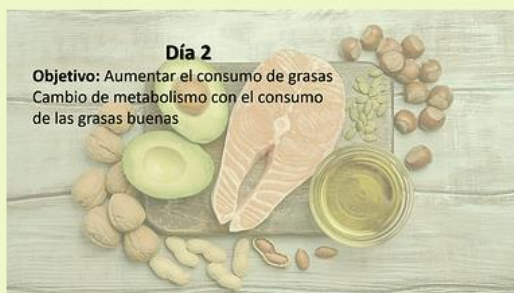 Día 2
Objetivo: Aumentar el consumo de grasas
Cambio de metabolismo con el consumo
de las grasas buenas